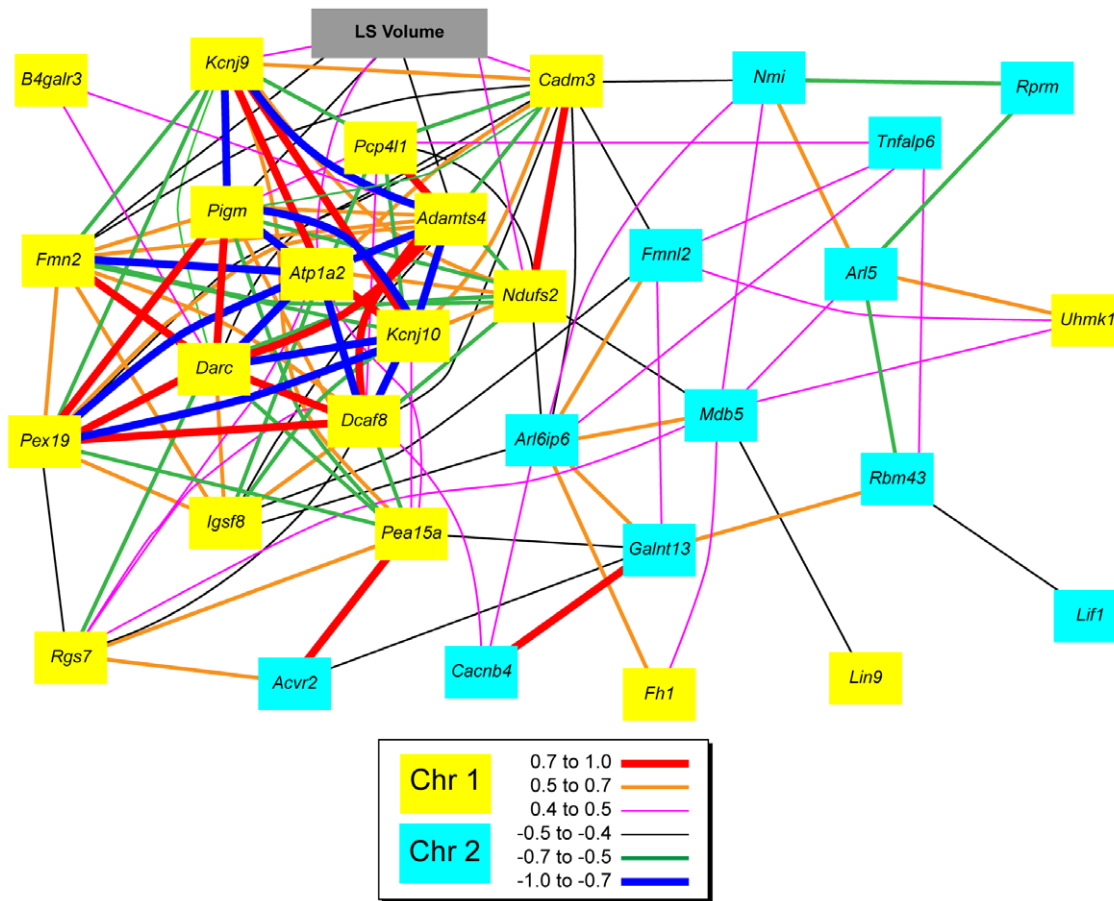 LS Volume
Kcnj9
B4galr3
Cadm3
Nmi
Rprm
Pcp4l1
Tnfalp6
Pigm
Adamts4
Fmn2
Atp1a2
Ndufs2
Fmnl2
Arl5
Kcnj10
Uhmk1
Darc
Dcaf8
Mdb5
Pex19
Arl6ip6
Rbm43
Igsf8
Pea15a
Galnt13
Lif1
Rgs7
Acvr2
Cacnb4
Fh1
Lin9
Chr 1
Chr 2
0.7 to 1.0
0.5 to 0.7
0.4 to 0.5
-0.5 to -0.4
-0.7 to -0.5
-1.0 to -0.7